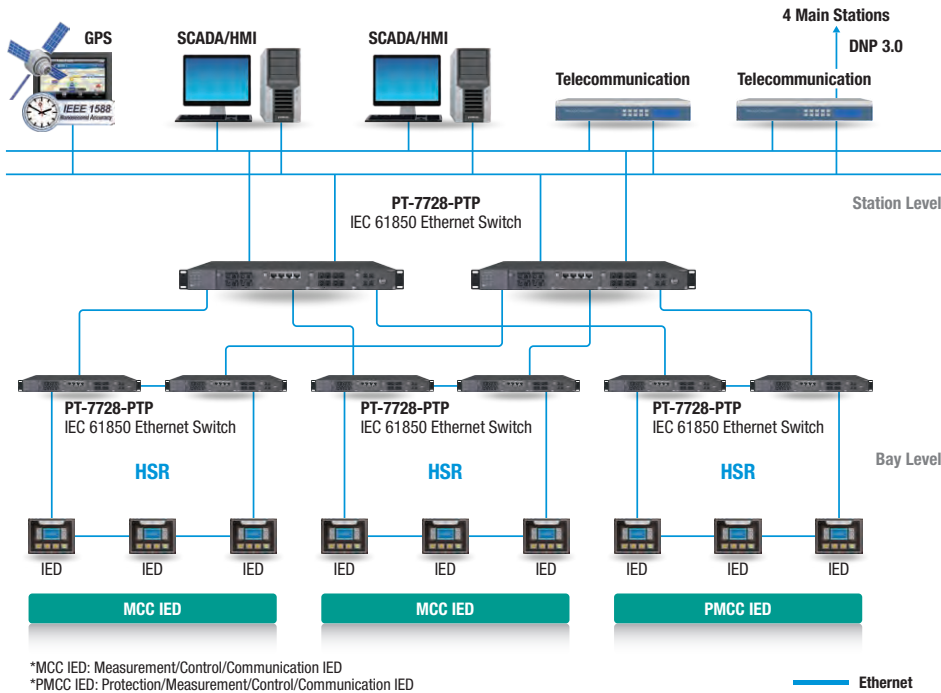 4 Main Stations
GPS
SCADA/HMI
SCADA/HMI
DNP 3.0
Telecommunication
Telecommunication
IEEE 1588
Nanosecond Accuracy
PT-7728-PTP
IEC 61850 Ethernet Switch
Station Level
PT-7728-PTP
IEC 61850 Ethernet Switch
PT-7728-PTP
IEC 61850 Ethernet Switch
PT-7728-PTP
IEC 61850 Ethernet Switch
Bay Level
HSR
HSR
HSR
IED
IED
IED
IED
IED
IED
IED
IED
IED
MCC IED
MCC IED
PMCC IED
*MCC IED: Measurement/Control/Communication IED
*PMCC IED: Protection/Measurement/Control/Communication IED
Ethernet